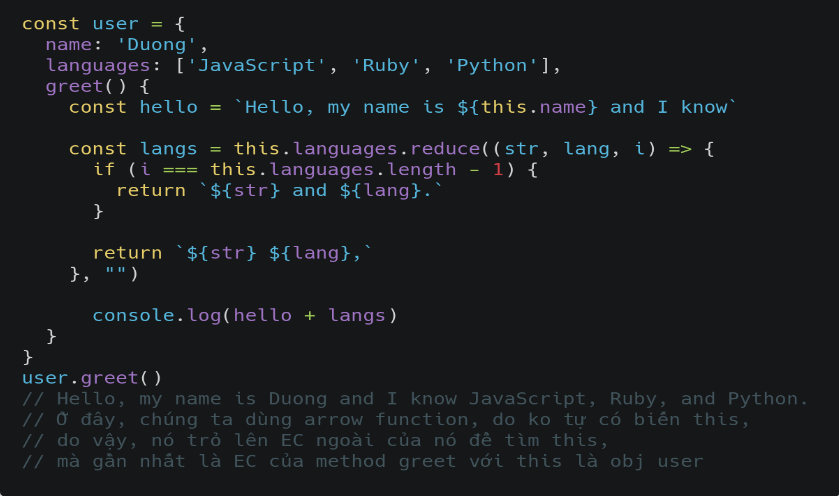 const user = {
  name: 'Duong',
  languages: ['JavaScript', 'Ruby', 'Python'],
  greet() {
    const hello = `Hello, my name is ${this.name} and I know`
    const langs = this.languages.reduce((str, lang, i) => {
      if (i === this.languages.length - 1) {
        return `${str} and ${lang}.`
      }
      return `${str} ${lang},`
    }, "")
      console.log(hello + langs)
  }
}
user.greet()
// Hello, my name is Duong and I know JavaScript, Ruby, and Python.
// Ở đây, chúng ta dùng arrow function, do ko tự có biến this,
// do vậy, nó trỏ lên EC ngoài của nó để tìm this,
// mà gần nhất là EC của method greet với this là obj user